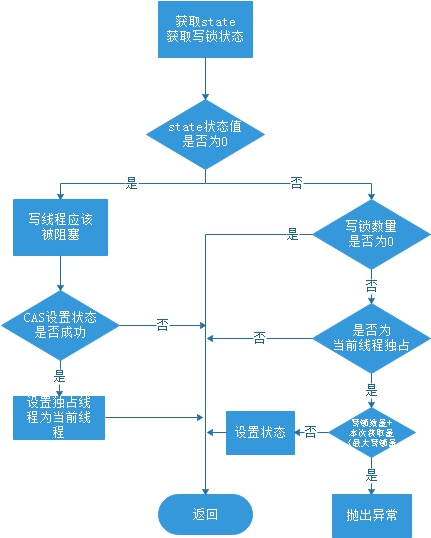 获取state
获取写锁状态
state状态值
是否为0
是
否
写线程应该
被阻塞
是
写锁数量
是否为0
否
CAS设置状态
是否成功
否
否
是否为
当前线程独占
是
是
设置独占线
程为当前线
程
设置状态
否
写锁数量+
本次获取量
(最大写锁量
是
返回
抛出异常